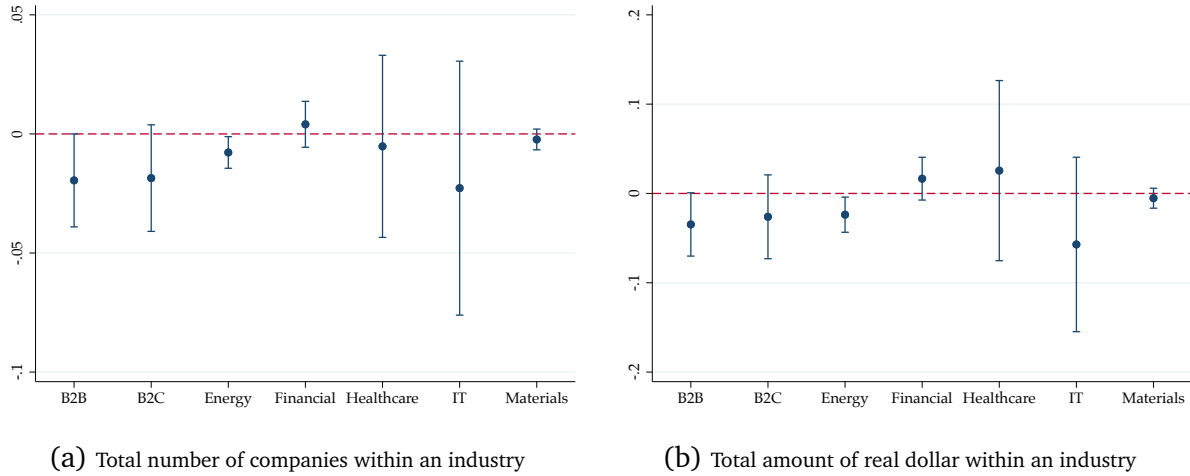 .05
0
-.05
-.1
B2B B2C Energy Financial Healthcare IT Materials
(a) Total number of companies within an industry
.2
.1
0
-.1
-.2
B2B B2C Energy Financial Healthcare IT Materials
(b) Total amount of real dollar within an industry